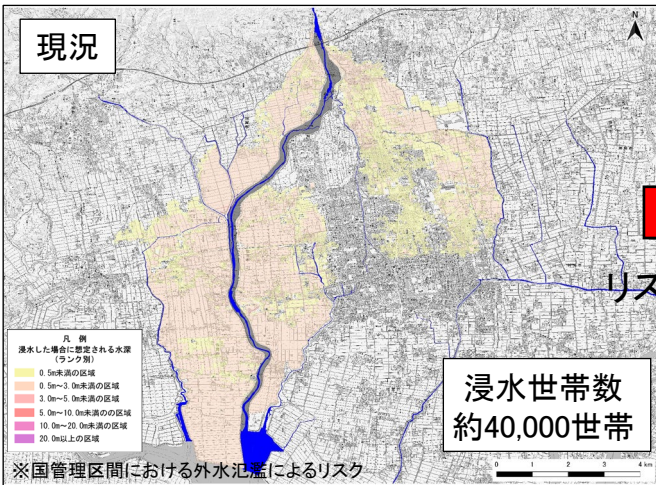 現況
N
リス
凡 例
浸水した場合に想定される水深
(ランク別)
0.5m未満の区域
0.5m~3.0m未満の区域
3.0m~5.0m未満の区域
5.0m~10.0m未満のの区域
10.0m~20.0m未満の区域
20.0m以上の区域
浸水世帯数
約40,000世帯
※国管理区間における外水氾濫によるリスク
0 1 2 3 4 km